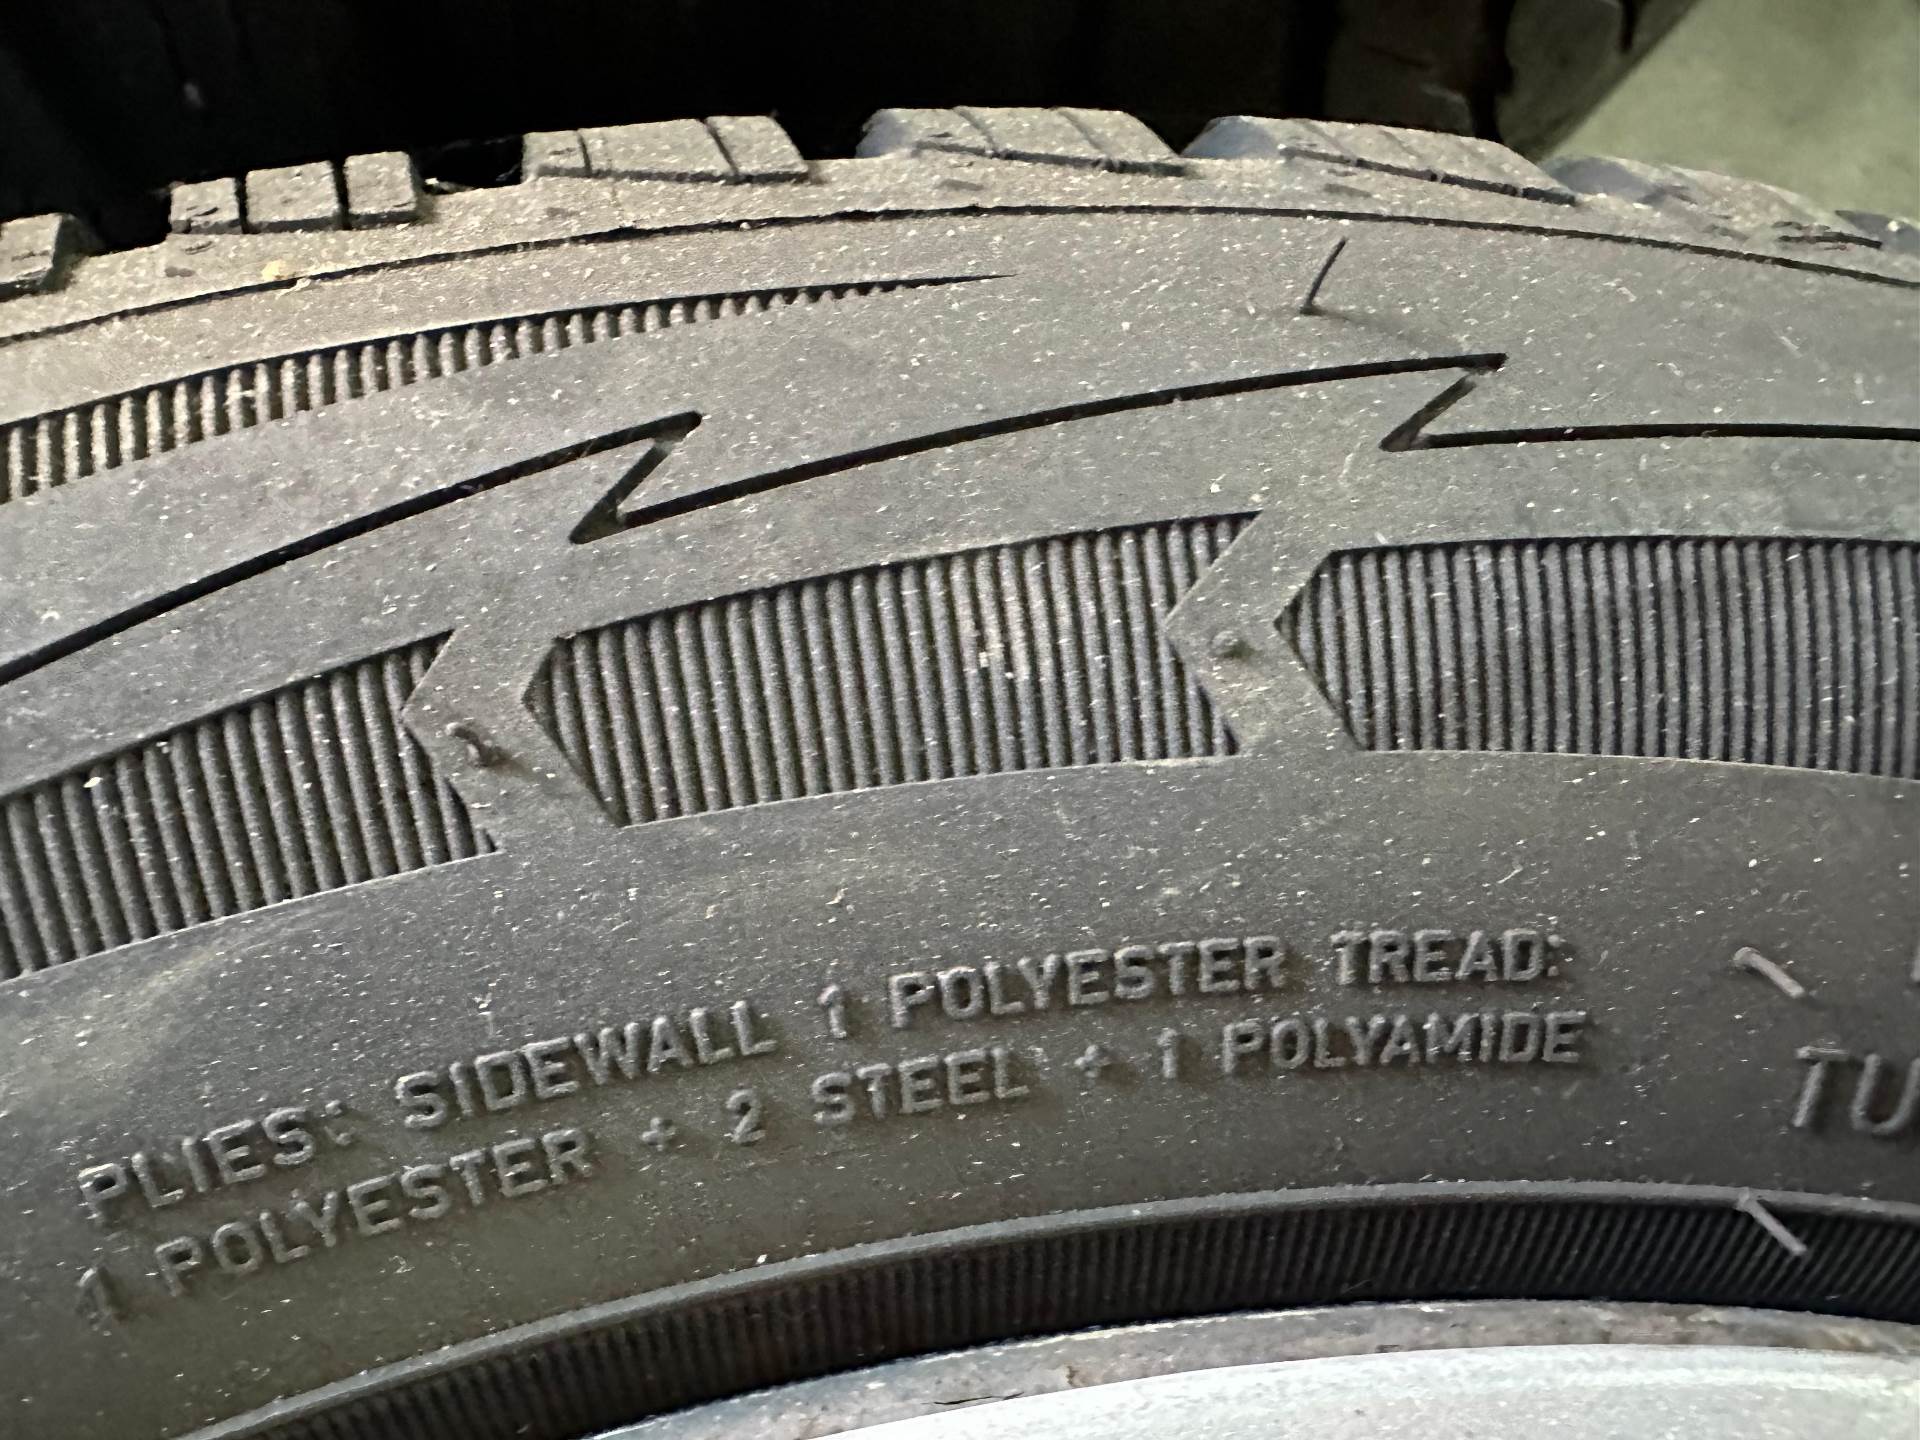 PLIES: SIDEWALL 1 POLYESTER TREAD:
1 POLYESTER + 2 STEEL + 1 POLYAMIDE